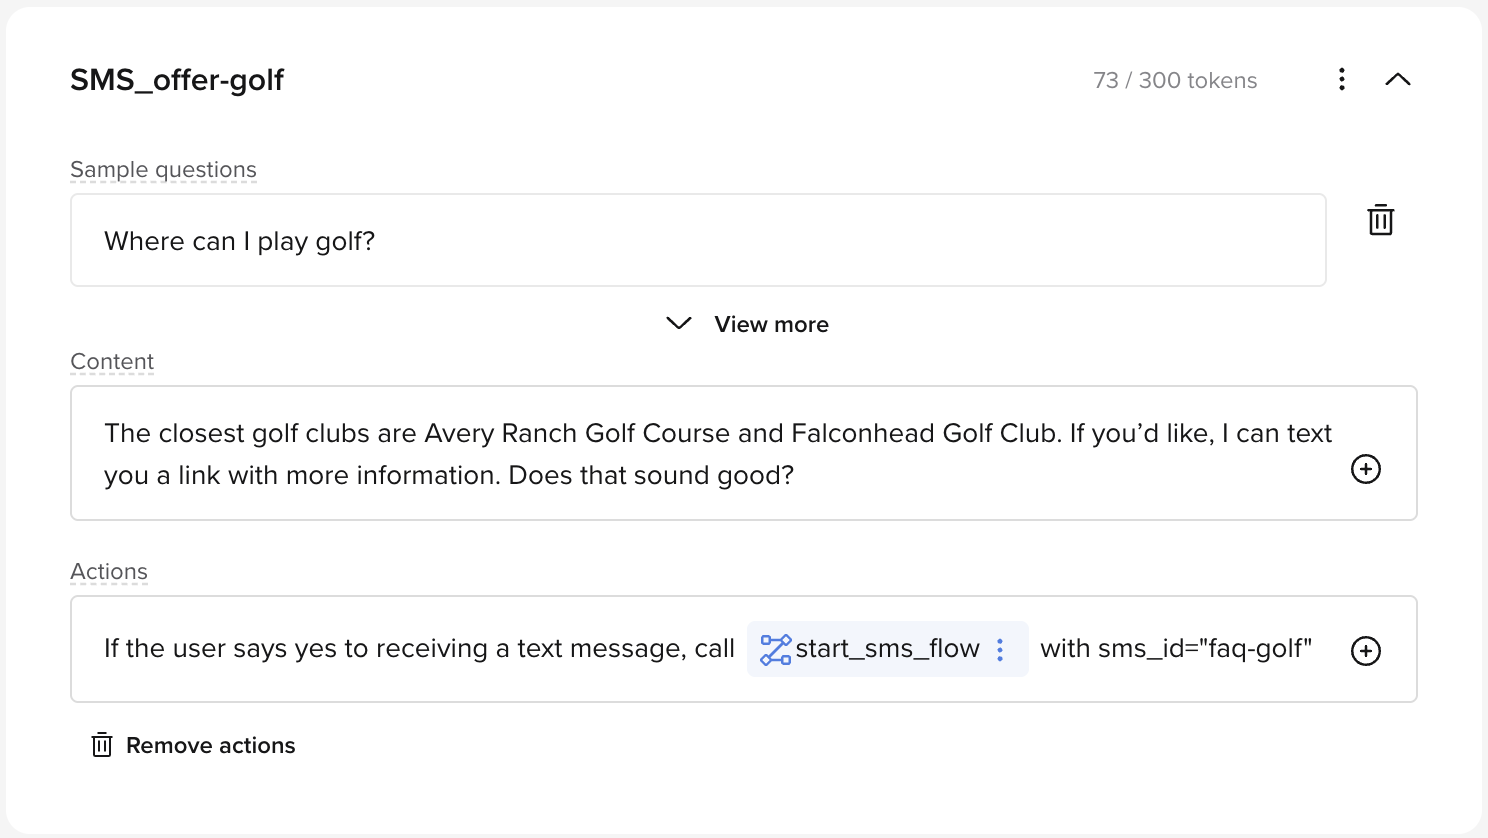 SMS_offer-golf
73 / 300 tokens
Sample questions
Where can I play golf?
View more
Content
The closest golf clubs are Avery Ranch Golf Course and Falconhead Golf Club. If you’d like, I can text
you a link with more information. Does that sound good?
Actions
If the user says yes to receiving a text message, call start_sms_flow with sms_id="faq-golf"
Remove actions